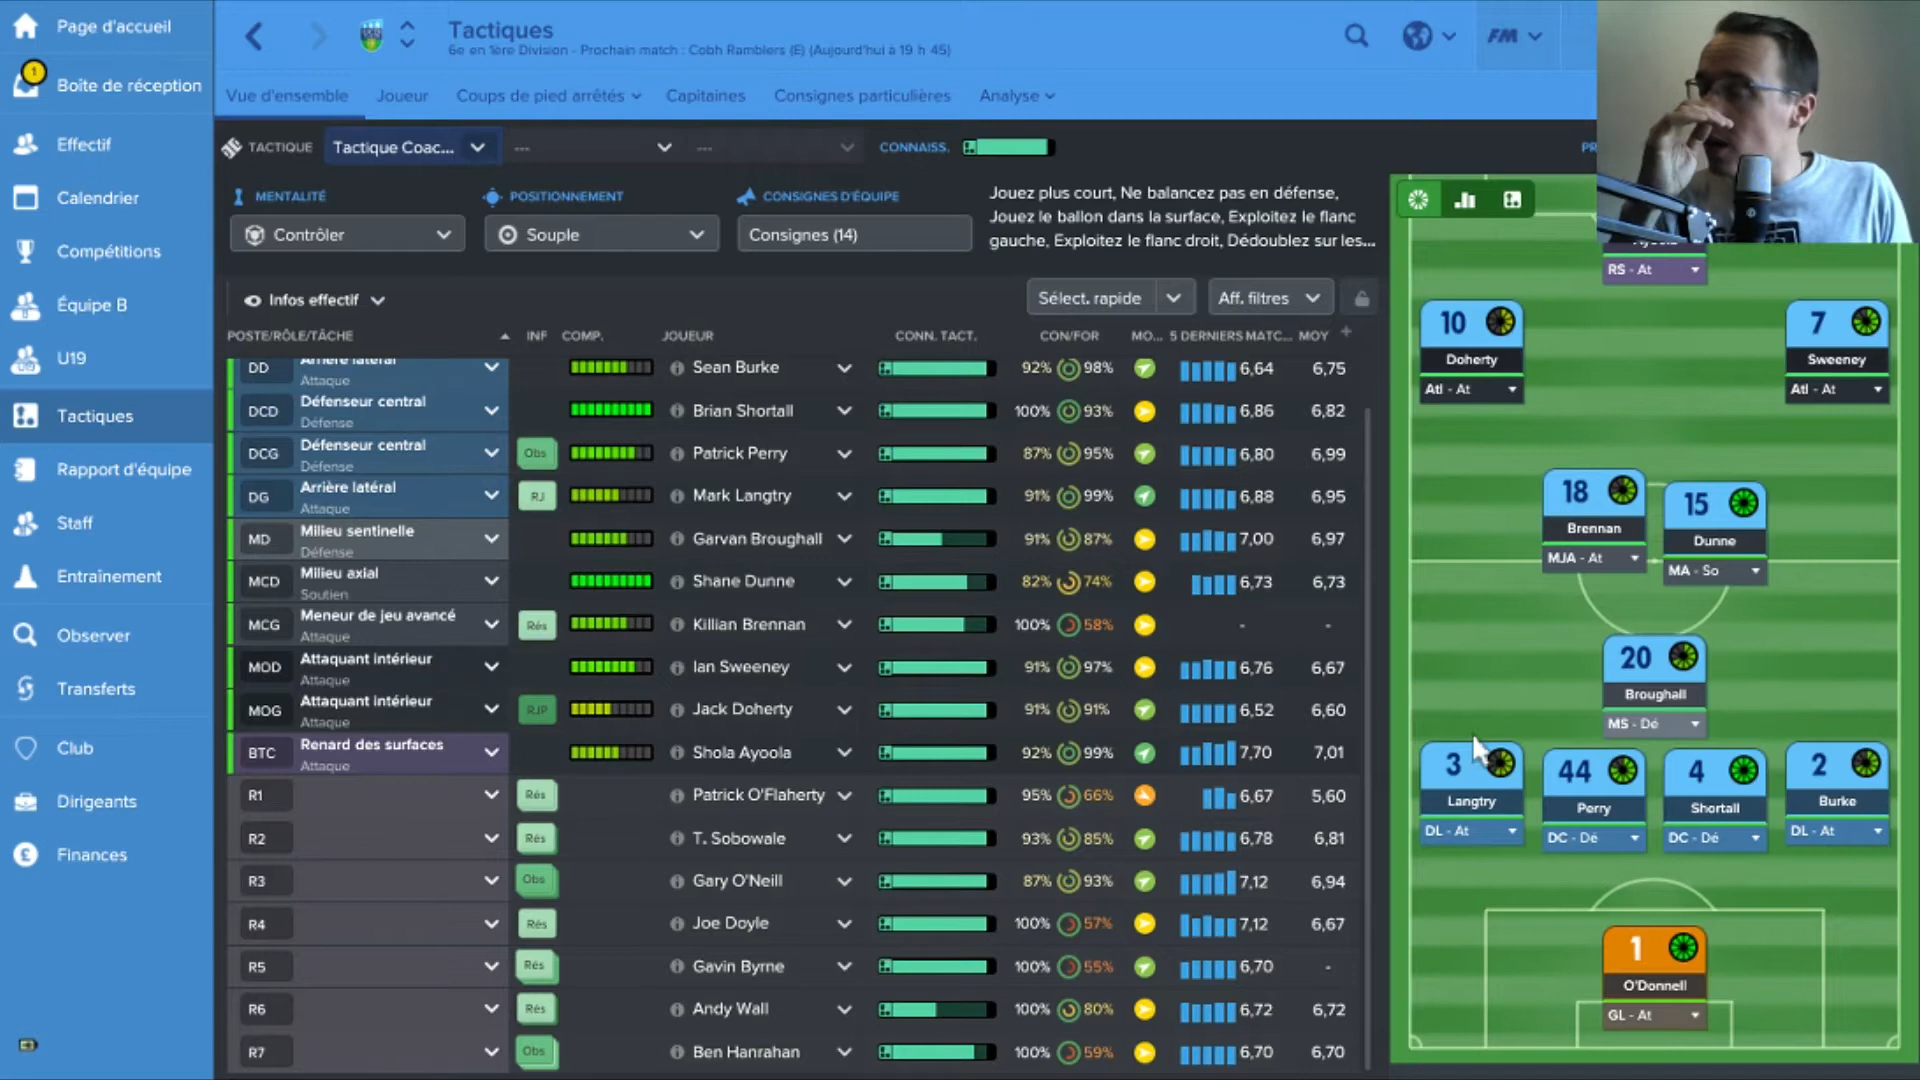 Page d'accueil
1
Boîte de réception
Effectif
Calendrier
Compétitions
Équipe B
U19
Tactiques
Rapport d'équipe
Staff
Entraînement
Observer
Transferts
Club
Dirigeants
Finances
Tactiques
6e en 1ère Division - Prochain match : Cobh Ramblers (E) (Aujourd'hui à 19 h 45)
FM
Vue d'ensemble Joueur Coups de pied arrêtés Capitaines Consignes particulières Analyse
TACTIQUE Tactique Coac... --- --- CONNAISS. PR
MENTALITÉ POSITIONNEMENT CONSIGNES D'ÉQUIPE
Contrôler Souple Consignes (14)
Jouez plus court, Ne balancez pas en défense,
Jouez le ballon dans la surface, Exploitez le flanc
gauche, Exploitez le flanc droit, Dédoublez sur les...
Infos effectif Sélect. rapide Aff. filtres
POSTE/RÔLE/TÂCHE INF COMP. JOUEUR CONN. TACT. CON/FOR MO... 5 DERNIERS MATC... MOY +
DD Arrière latéral Attaque Sean Burke 92% 98% 6,64 6,75
DCD Défenseur central Défense Brian Shortall 100% 93% 6,86 6,82
DCG Défenseur central Défense Obs Patrick Perry 87% 95% 6,80 6,99
DG Arrière latéral Attaque RJ Mark Langtry 91% 99% 6,88 6,95
MD Milieu sentinelle Défense Garvan Broughall 91% 87% 7,00 6,97
MCD Milieu axial Soutien Shane Dunne 82% 74% 6,73 6,73
MCG Meneur de jeu avancé Attaque Rés Killian Brennan 100% 58% - -
MOD Attaquant intérieur Attaque Ian Sweeney 91% 97% 6,76 6,67
MOG Attaquant intérieur Attaque RJP Jack Doherty 91% 91% 6,52 6,60
BTC Renard des surfaces Attaque Shola Ayoola 92% 99% 7,70 7,01
R1 Rés Patrick O'Flaherty 95% 66% 6,67 5,60
R2 Rés T. Sobowale 93% 85% 6,78 6,81
R3 Obs Gary O'Neill 87% 93% 7,12 6,94
R4 Rés Joe Doyle 100% 57% 7,12 6,67
R5 Rés Gavin Byrne 100% 55% 6,70 -
R6 Rés Andy Wall 100% 80% 6,72 6,72
R7 Obs Ben Hanrahan 100% 59% 6,70 6,70
RS - At
10 7
Doherty Sweeney
AtI - At AtI - At
18 15
Brennan Dunne
MJA - At MA - So
20
Broughall
MS - Dé
3 44 4 2
Langtry Perry Shortall Burke
DL - At DC - Dé DC - Dé DL - At
1
O'Donnell
GL - At